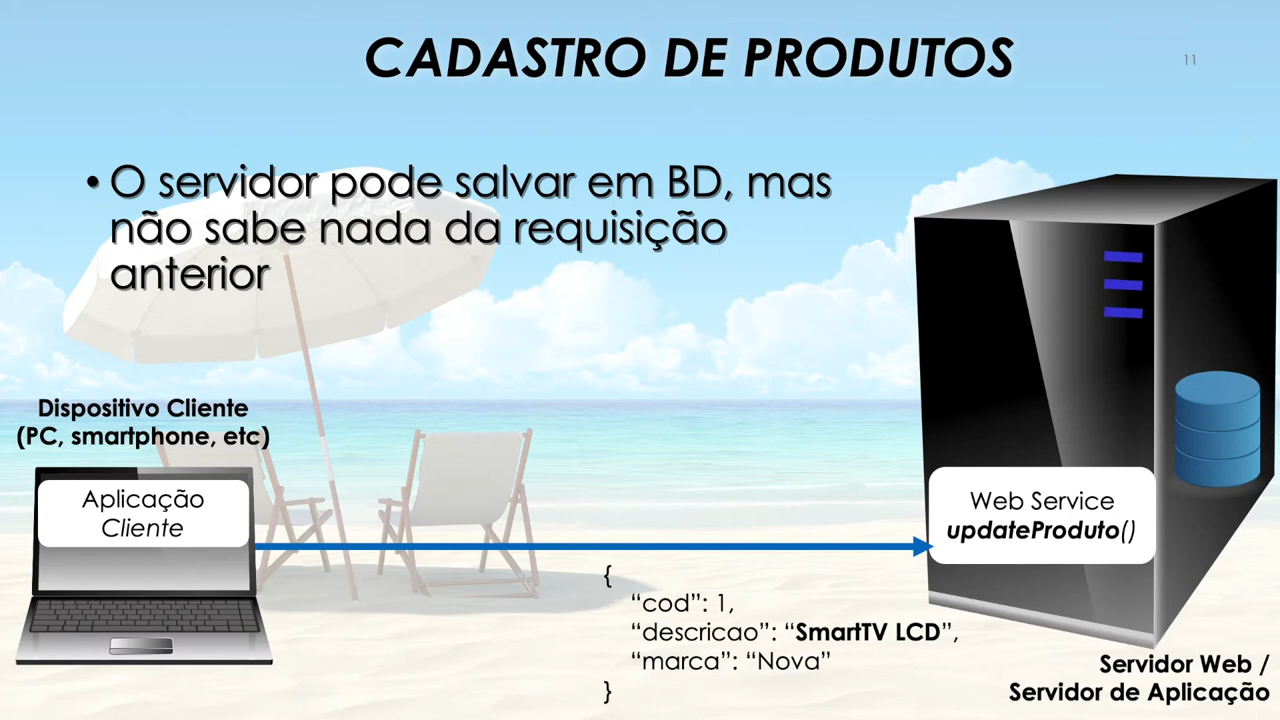 CADASTRO DE PRODUTOS
11
• O servidor pode salvar em BD, mas
não sabe nada da requisição
anterior
Dispositivo Cliente
(PC, smartphone, etc)
Aplicação
Cliente
Web Service
updateProduto()
{
“cod”: 1,
“descricao”: “SmartTV LCD”,
“marca”: “Nova”
}
Servidor Web /
Servidor de Aplicação